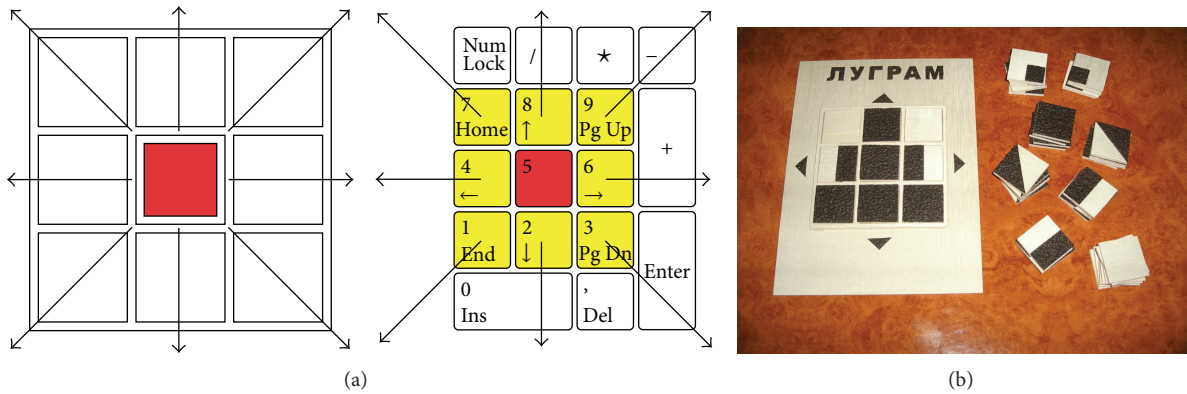 Num
Lock
/
★
−
7
Home
8
↑
9
Pg Up
+
4
←
5
6
→
1
End
2
↓
3
Pg Dn
Enter
0
Ins
,
Del
ЛУГРАМ
(a)
(b)